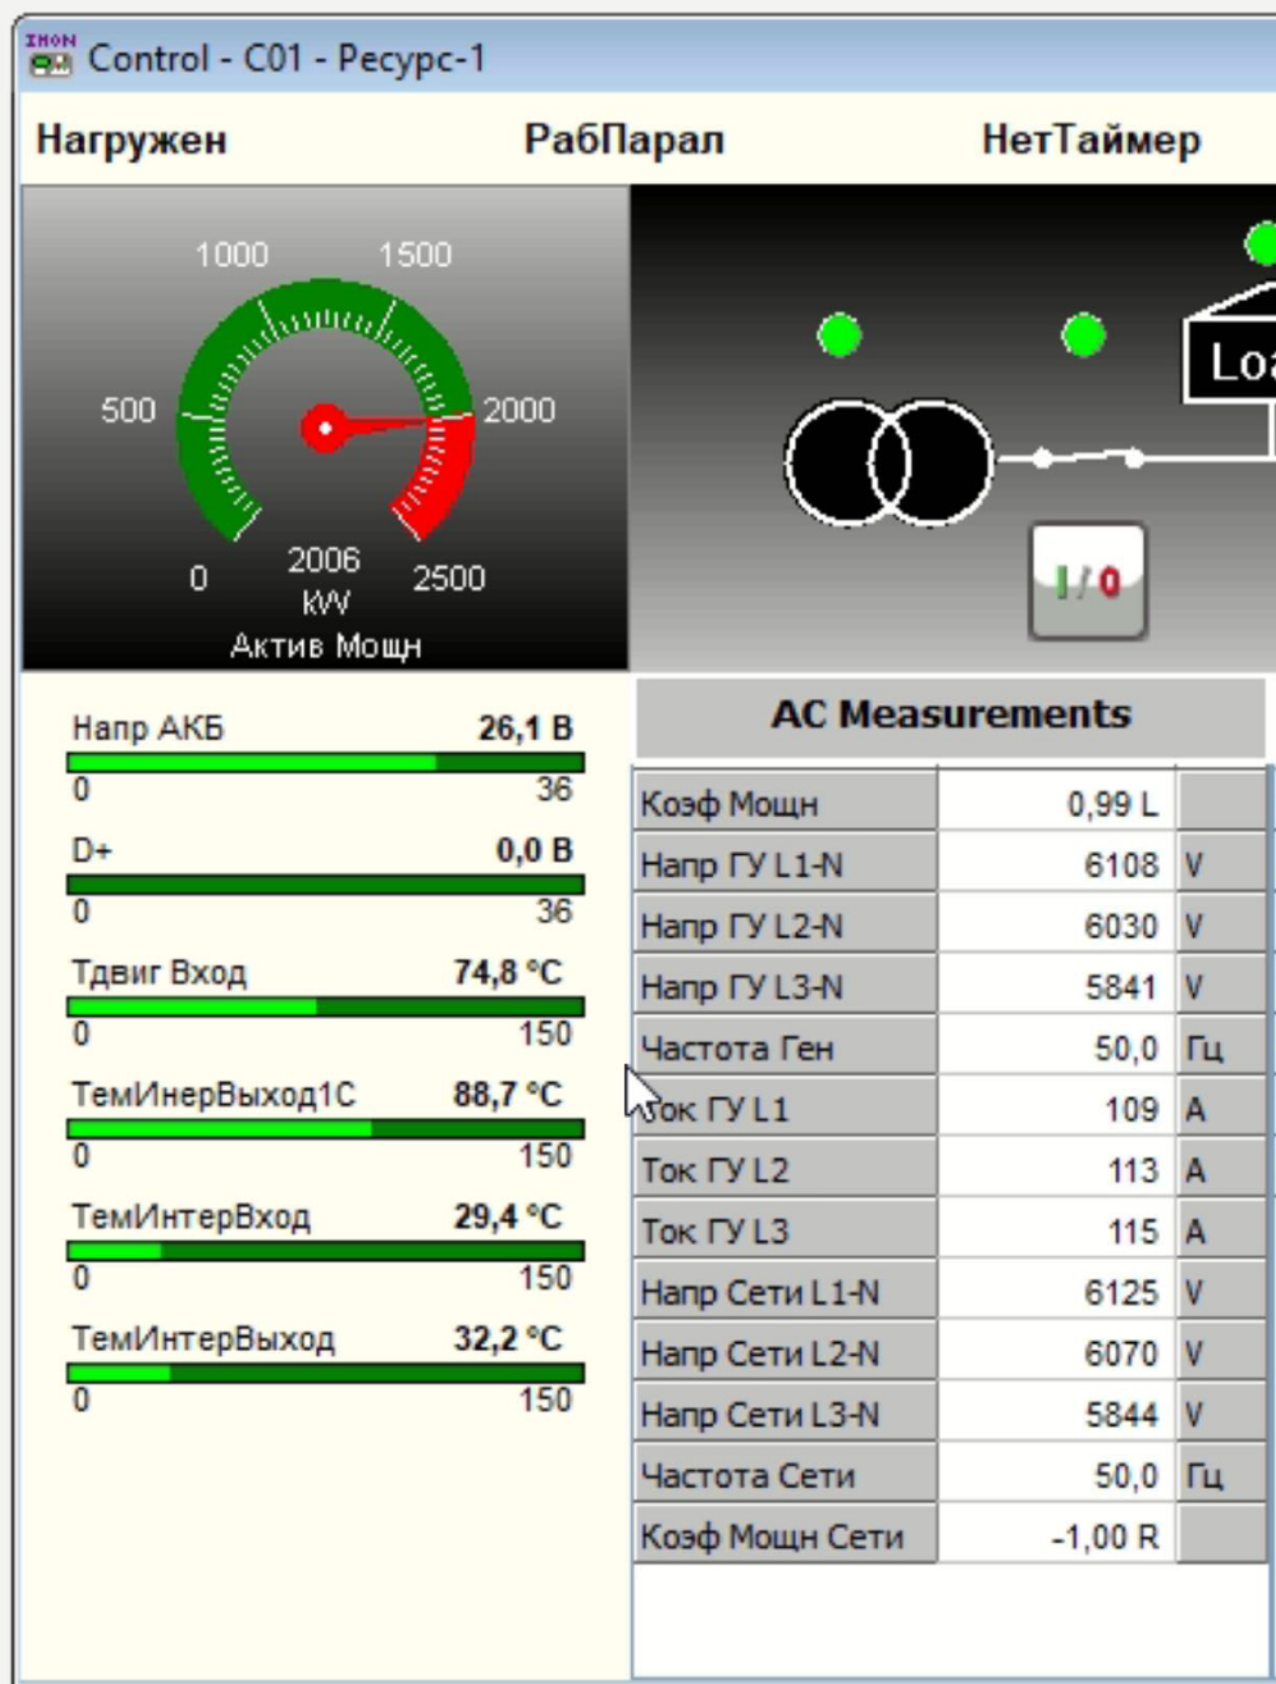 IMON
Control - C01 - Ресурс-1
Нагружен РабПарал НетТаймер
1000 1500
500 2000
0 2006 2500
kW
Актив Мощн
Loa
I / 0
Напр АКБ 26,1 В
0 36
D+ 0,0 В
0 36
Тдвиг Вход 74,8 °C
0 150
ТемИнерВыход1С 88,7 °C
0 150
ТемИнтерВход 29,4 °C
0 150
ТемИнтерВыход 32,2 °C
0 150
AC Measurements
Коэф Мощн 0,99 L
Напр ГУ L1-N 6108 V
Напр ГУ L2-N 6030 V
Напр ГУ L3-N 5841 V
Частота Ген 50,0 Гц
Ток ГУ L1 109 A
Ток ГУ L2 113 A
Ток ГУ L3 115 A
Напр Сети L1-N 6125 V
Напр Сети L2-N 6070 V
Напр Сети L3-N 5844 V
Частота Сети 50,0 Гц
Коэф Мощн Сети -1,00 R